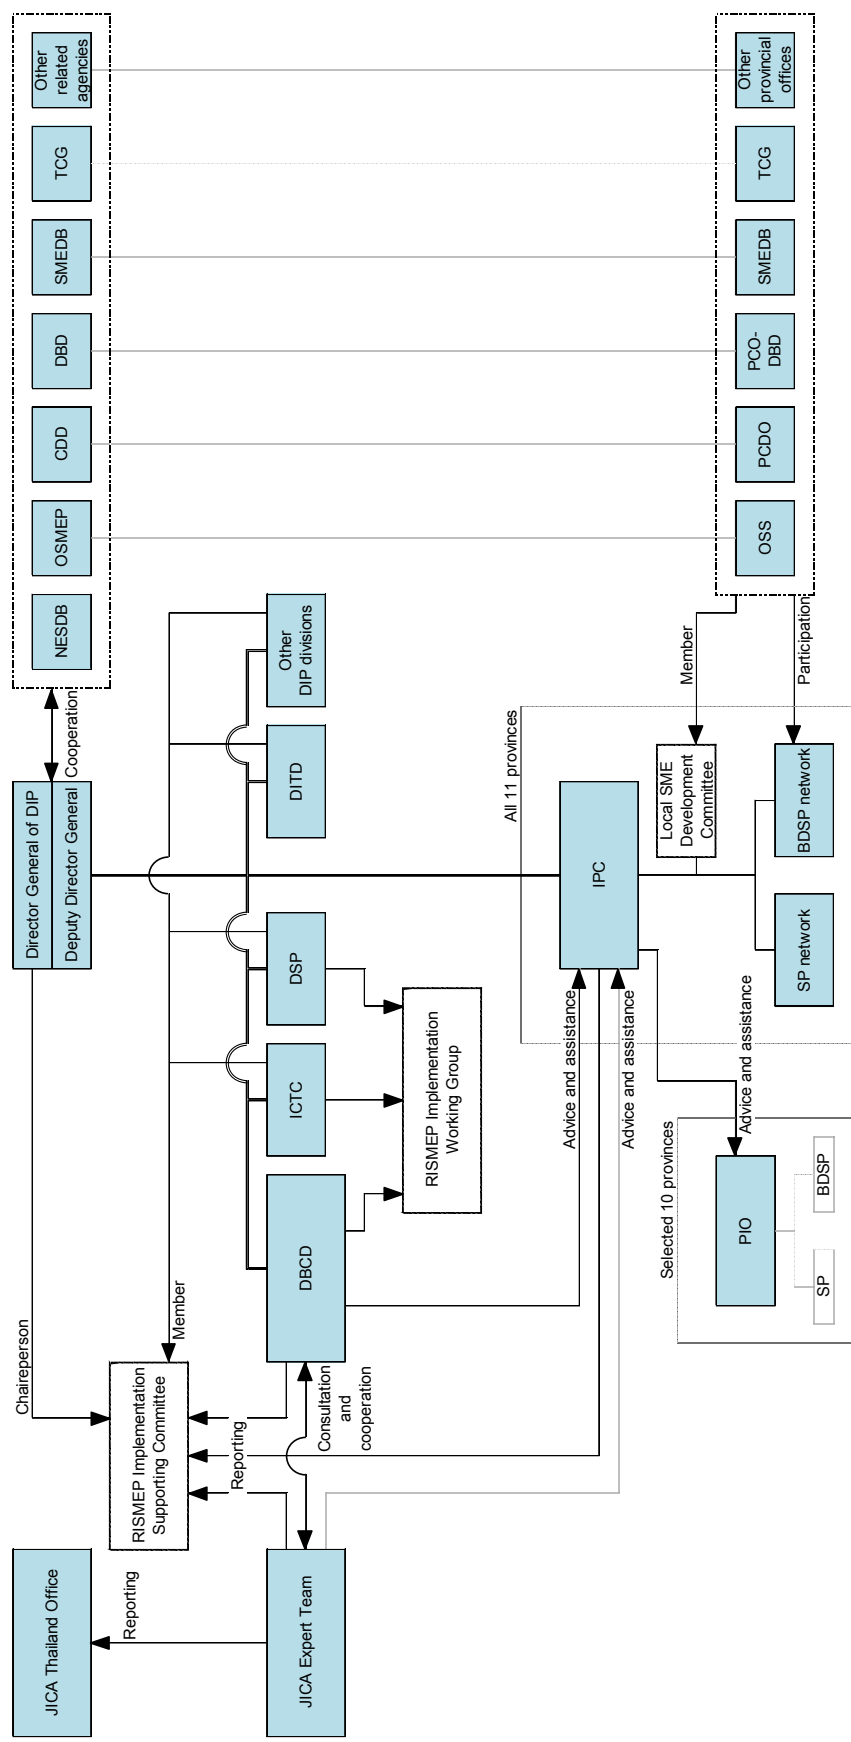 JICA Thailand Office
Director General of DIP
Deputy Director General
NESDB
OSMEP
CDD
DBD
SMEDB
TCG
Other
related
agencies
Cooperation
Chaireperson
Reporting
RISMEP Implementation
Supporting Committee
Member
Reporting
JICA Expert Team
Consultation
and
cooperation
DBCD
ICTC
DSP
DITD
Other
DIP divisions
RISMEP Implementation
Working Group
Advice and assistance
Advice and assistance
All 11 provinces
IPC
Local SME
Development
Committee
Member
Participation
SP network
BDSP network
Selected 10 provinces
Advice and assistance
PIO
SP
BDSP
OSS
PCDO
PCO-
DBD
SMEDB
TCG
Other
provincial
offices